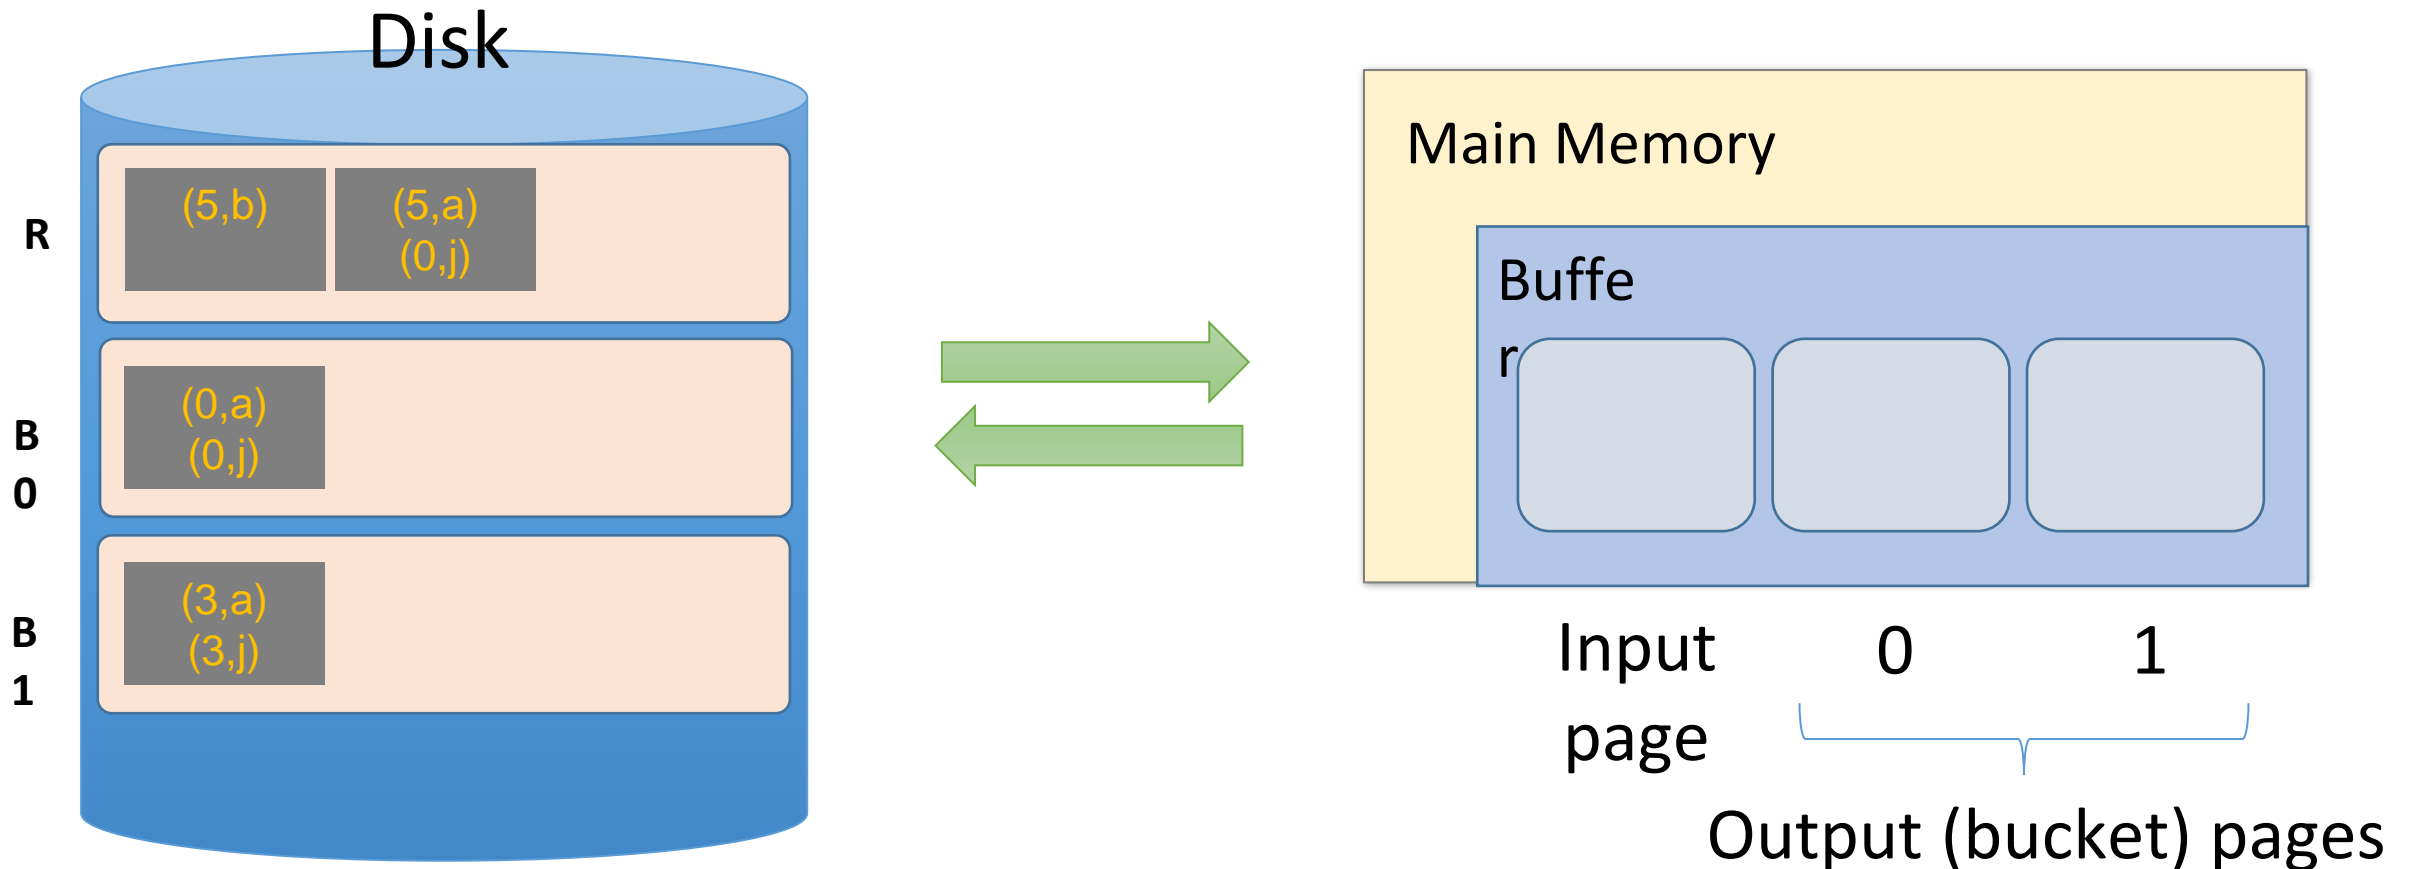 Disk
R
(5,b)
(5,a)
(0,j)
B
0
(0,a)
(0,j)
B
1
(3,a)
(3,j)
Main Memory
Buffe
r
Input
page
0
1
Output (bucket) pages